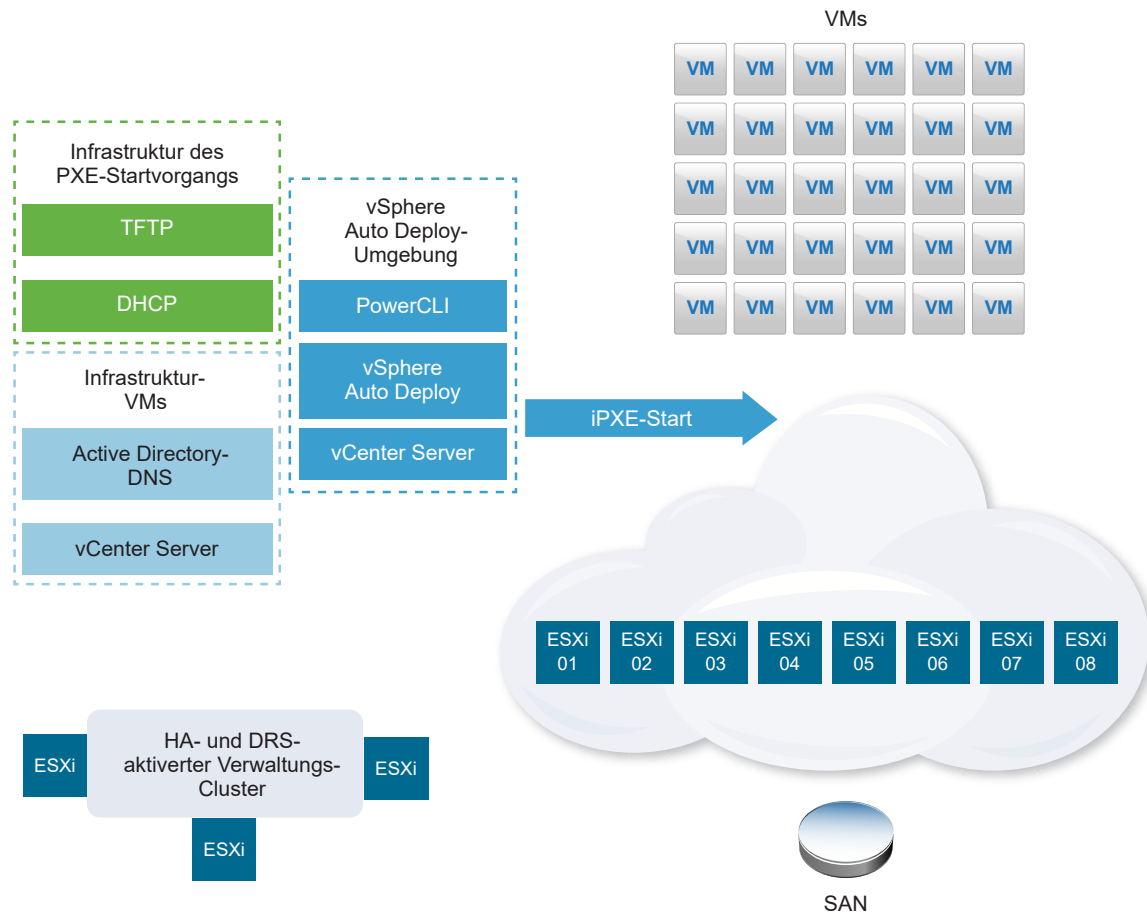 VMs
VM VM VM VM VM VM
VM VM VM VM VM VM
VM VM VM VM VM VM
VM VM VM VM VM VM
VM VM VM VM VM VM
Infrastruktur des
PXE-Startvorgangs
TFTP
DHCP
Infrastruktur-
VMs
Active Directory-
DNS
vCenter Server
vSphere
Auto Deploy-
Umgebung
PowerCLI
vSphere
Auto Deploy
vCenter Server
iPXE-Start
ESXi
01
ESXi
02
ESXi
03
ESXi
04
ESXi
05
ESXi
06
ESXi
07
ESXi
08
HA- und DRS-
aktiverter Verwaltungs-
Cluster
ESXi
ESXi
ESXi
SAN